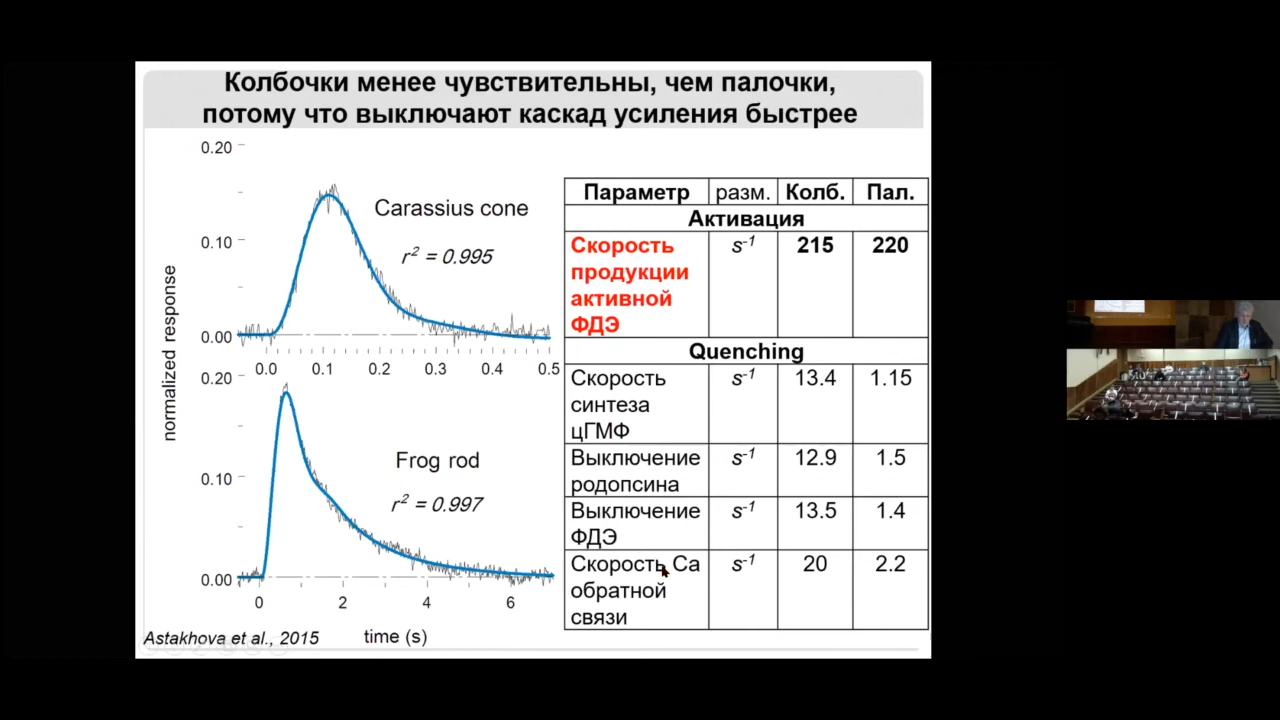 Колбочки менее чувствительны, чем палочки,
потому что выключают каскад усиления быстрее
normalized response
0.20
0.10
0.00
Carassius cone
r² = 0.995
0.0 0.1 0.2 0.3 0.4 0.5
0.20
0.10
0.00
Frog rod
r² = 0.997
0 2 4 6
time (s)
Astakhova et al., 2015
Параметр разм. Колб. Пал.
Активация
Скорость s⁻¹ 215 220
продукции
активной
ФДЭ
Quenching
Скорость s⁻¹ 13.4 1.15
синтеза
цГМФ
Выключение s⁻¹ 12.9 1.5
родопсина
Выключение s⁻¹ 13.5 1.4
ФДЭ
Скорость Ca s⁻¹ 20 2.2
обратной
связи